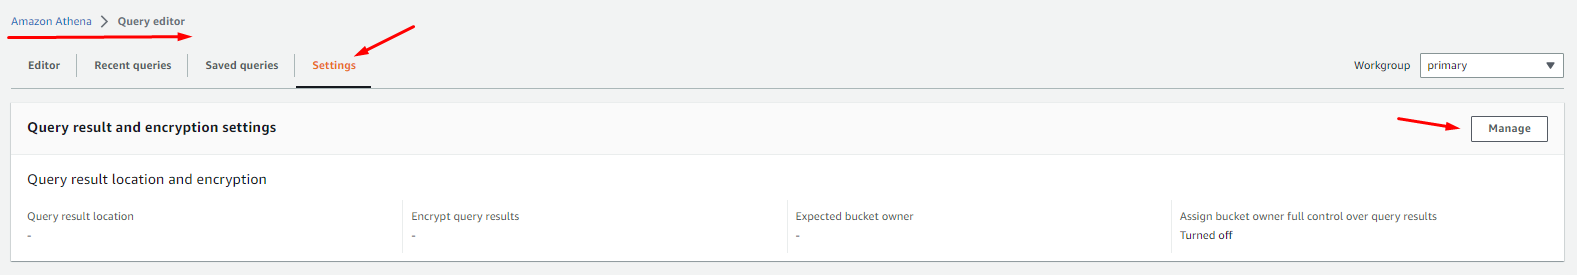 Amazon Athena > Query editor
Editor Recent queries Saved queries Settings Workgroup primary
Query result and encryption settings Manage
Query result location and encryption
Query result location Encrypt query results Expected bucket owner Assign bucket owner full control over query results
- - - Turned off